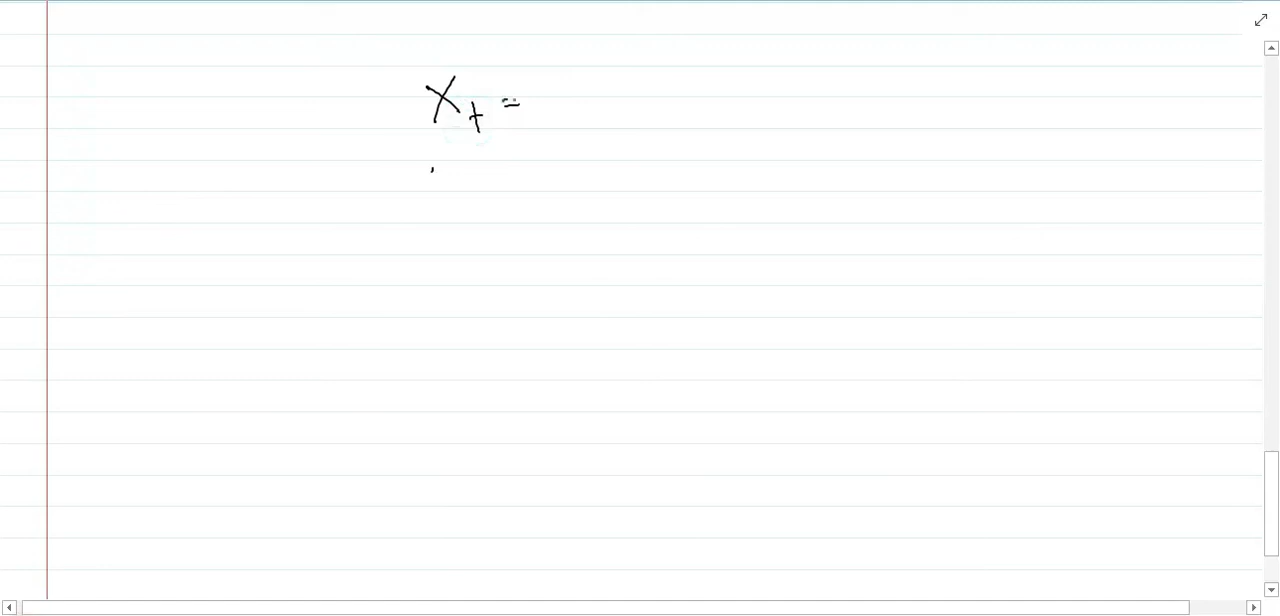 X_t =